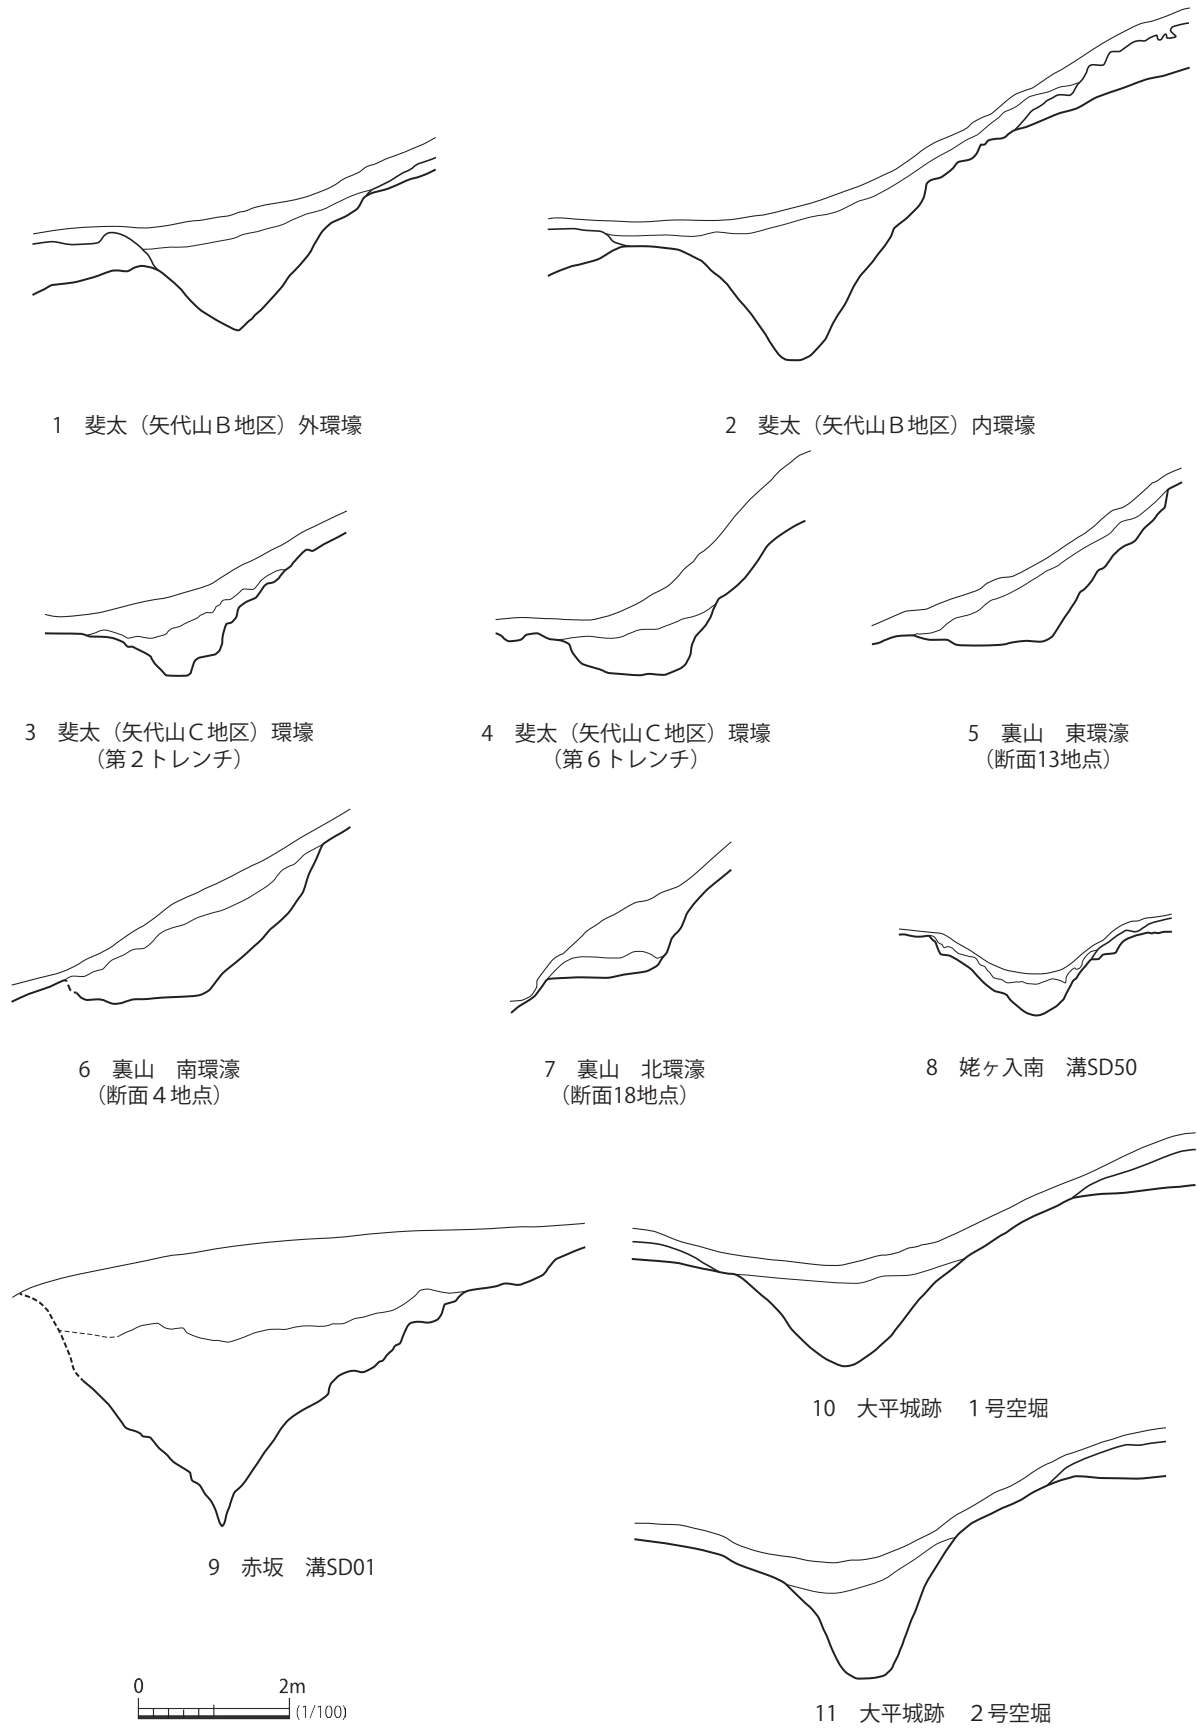 1　斐太（矢代山Ｂ地区）外環壕
2　斐太（矢代山Ｂ地区）内環壕
3　斐太（矢代山Ｃ地区）環壕
（第２トレンチ）
4　斐太（矢代山Ｃ地区）環壕
（第６トレンチ）
5　裏山　東環濠
（断面13地点）
6　裏山　南環濠
（断面４地点）
7　裏山　北環濠
（断面18地点）
8　姥ヶ入南　溝SD50
9　赤坂　溝SD01
10　大平城跡　１号空堀
11　大平城跡　２号空堀
0 2m
(1/100)